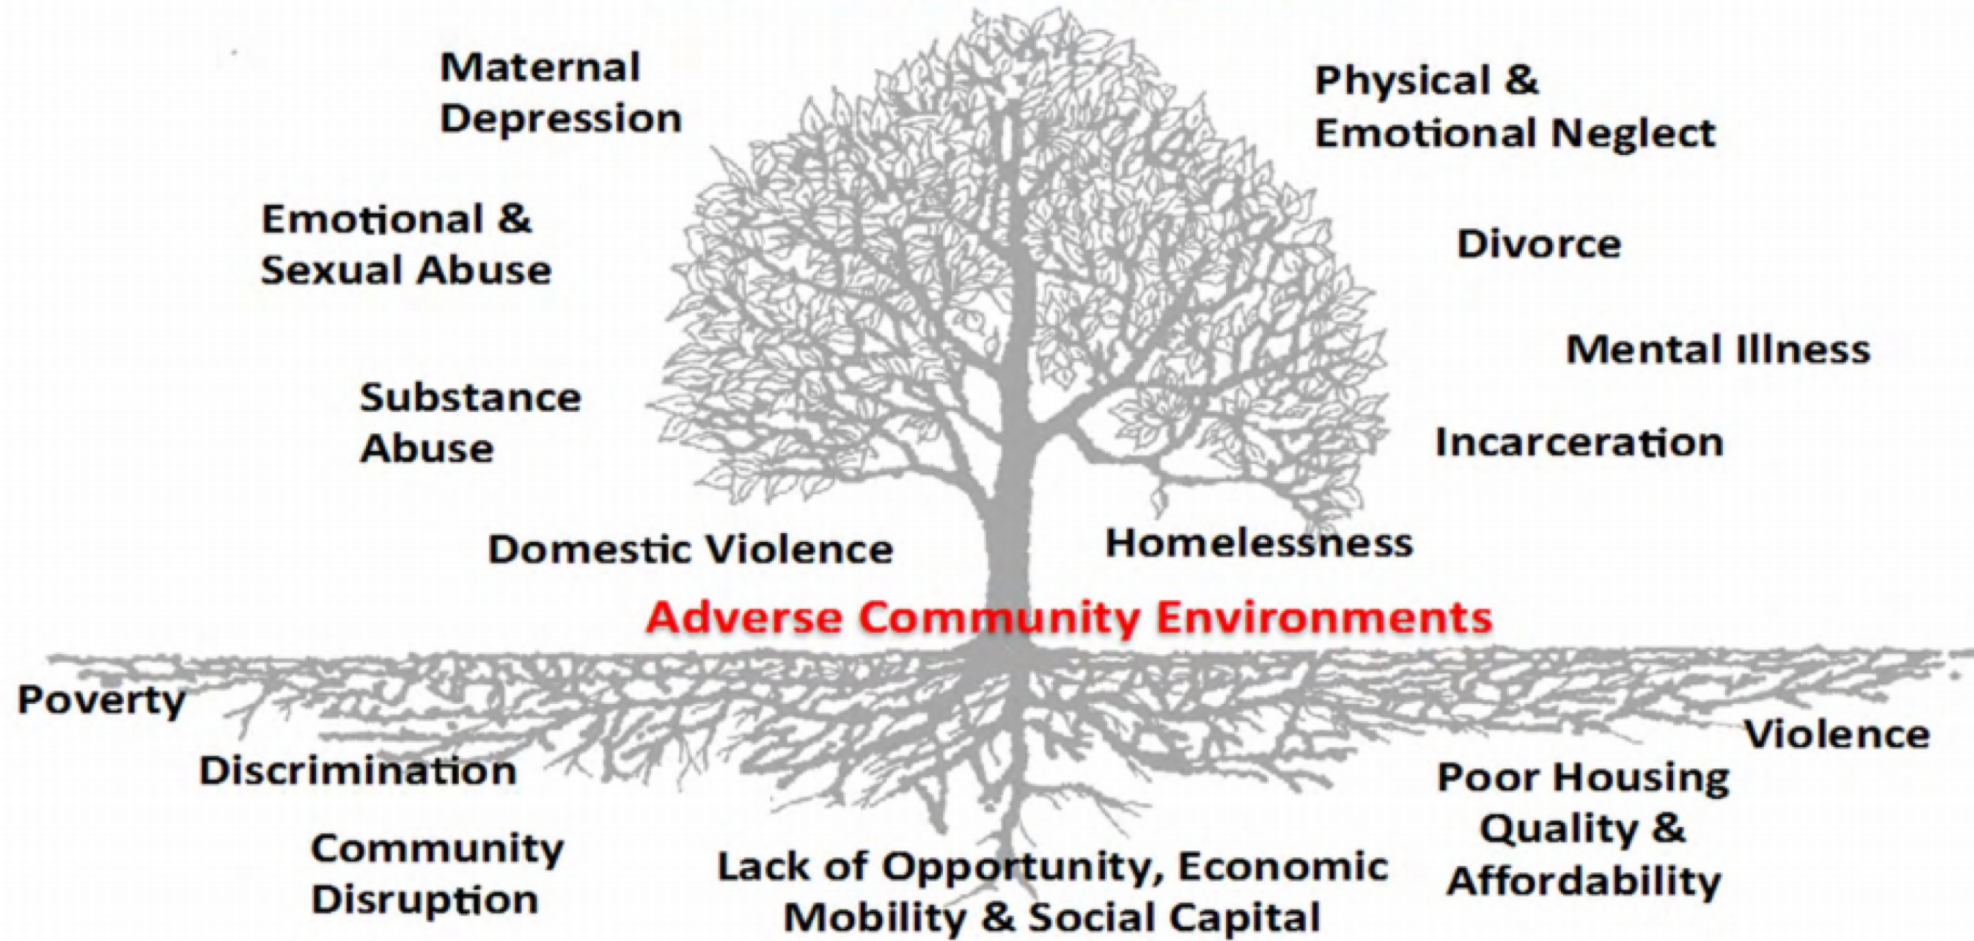 Maternal
Depression
Physical &
Emotional Neglect
Emotional &
Sexual Abuse
Divorce
Mental Illness
Substance
Abuse
Incarceration
Domestic Violence
Homelessness
Adverse Community Environments
Poverty
Violence
Discrimination
Poor Housing
Quality &
Affordability
Community
Disruption
Lack of Opportunity, Economic
Mobility & Social Capital